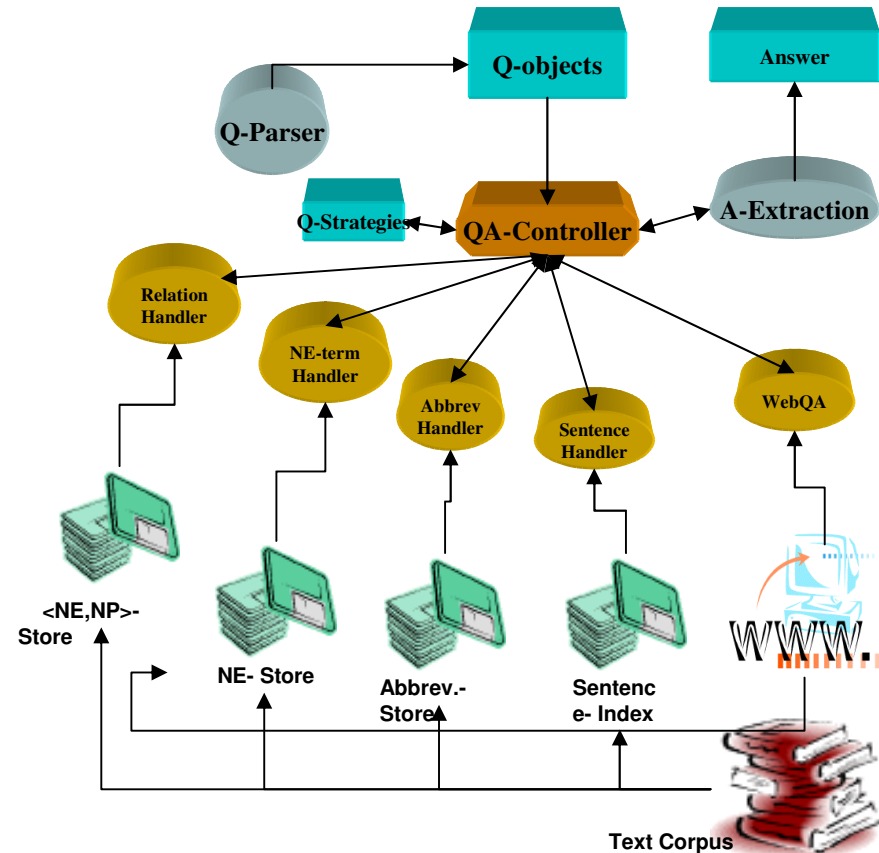 Q-objects
Answer
Q-Parser
Q-Strategies
QA-Controller
A-Extraction
Relation
Handler
NE-term
Handler
Abbrev
Handler
Sentence
Handler
WebQA
<NE,NP>-
Store
NE- Store
Abbrev.-
Store
Sentenc
e- Index
WWW.
Text Corpus